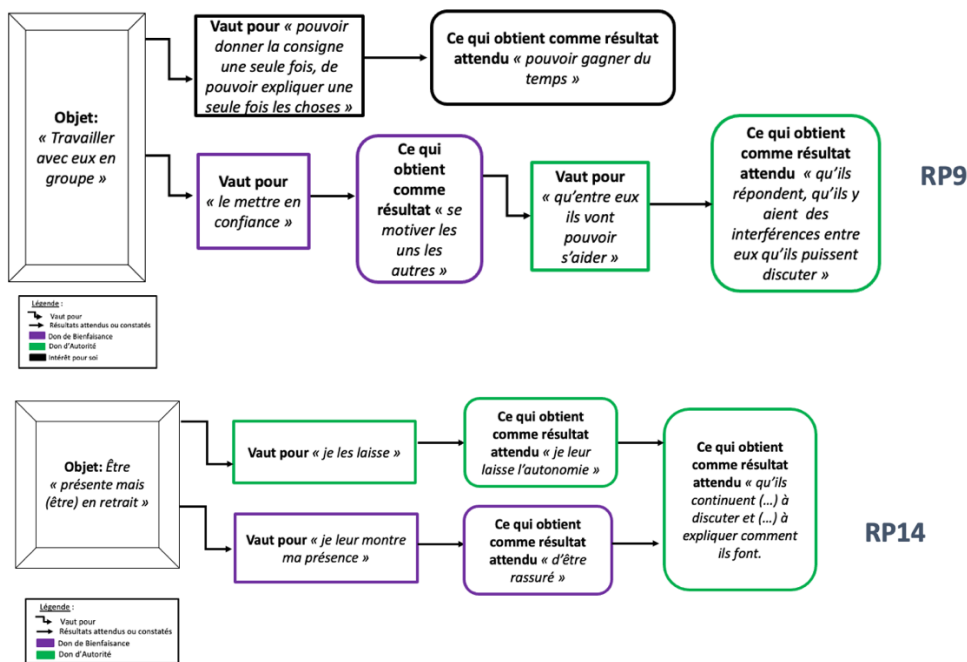 Objet:
« Travailler
avec eux en
groupe »
Vaut pour « pouvoir
donner la consigne
une seule fois, de
pouvoir expliquer une
seule fois les choses »
Ce qui obtient comme résultat
attendu « pouvoir gagner du
temps »
Vaut pour
« le mettre en
confiance »
Ce qui
obtient
comme
résultat « se
motiver les
uns les
autres »
Vaut pour
« qu’entre eux
ils vont
pouvoir
s’aider »
Ce qui obtient
comme résultat
attendu « qu’ils
répondent, qu’ils y
aient des
interférences entre
eux qu’ils puissent
discuter »
RP9
Légende :
Vaut pour
Résultats attendus ou constatés
Don de Bienfaisance
Don d’Autorité
Intérêt pour soi
Objet: Être
« présente mais
(être) en retrait »
Vaut pour « je les laisse »
Ce qui obtient
comme résultat
attendu « je leur
laisse l’autonomie »
Vaut pour « je leur montre
ma présence »
Ce qui obtient
comme résultat
attendu « d’être
rassuré »
Ce qui obtient
comme résultat
attendu « qu’ils
continuent (…) à
discuter et (…) à
expliquer comment
ils font.
RP14
Légende :
Vaut pour
Résultats attendus ou constatés
Don de Bienfaisance
Don d’Autorité